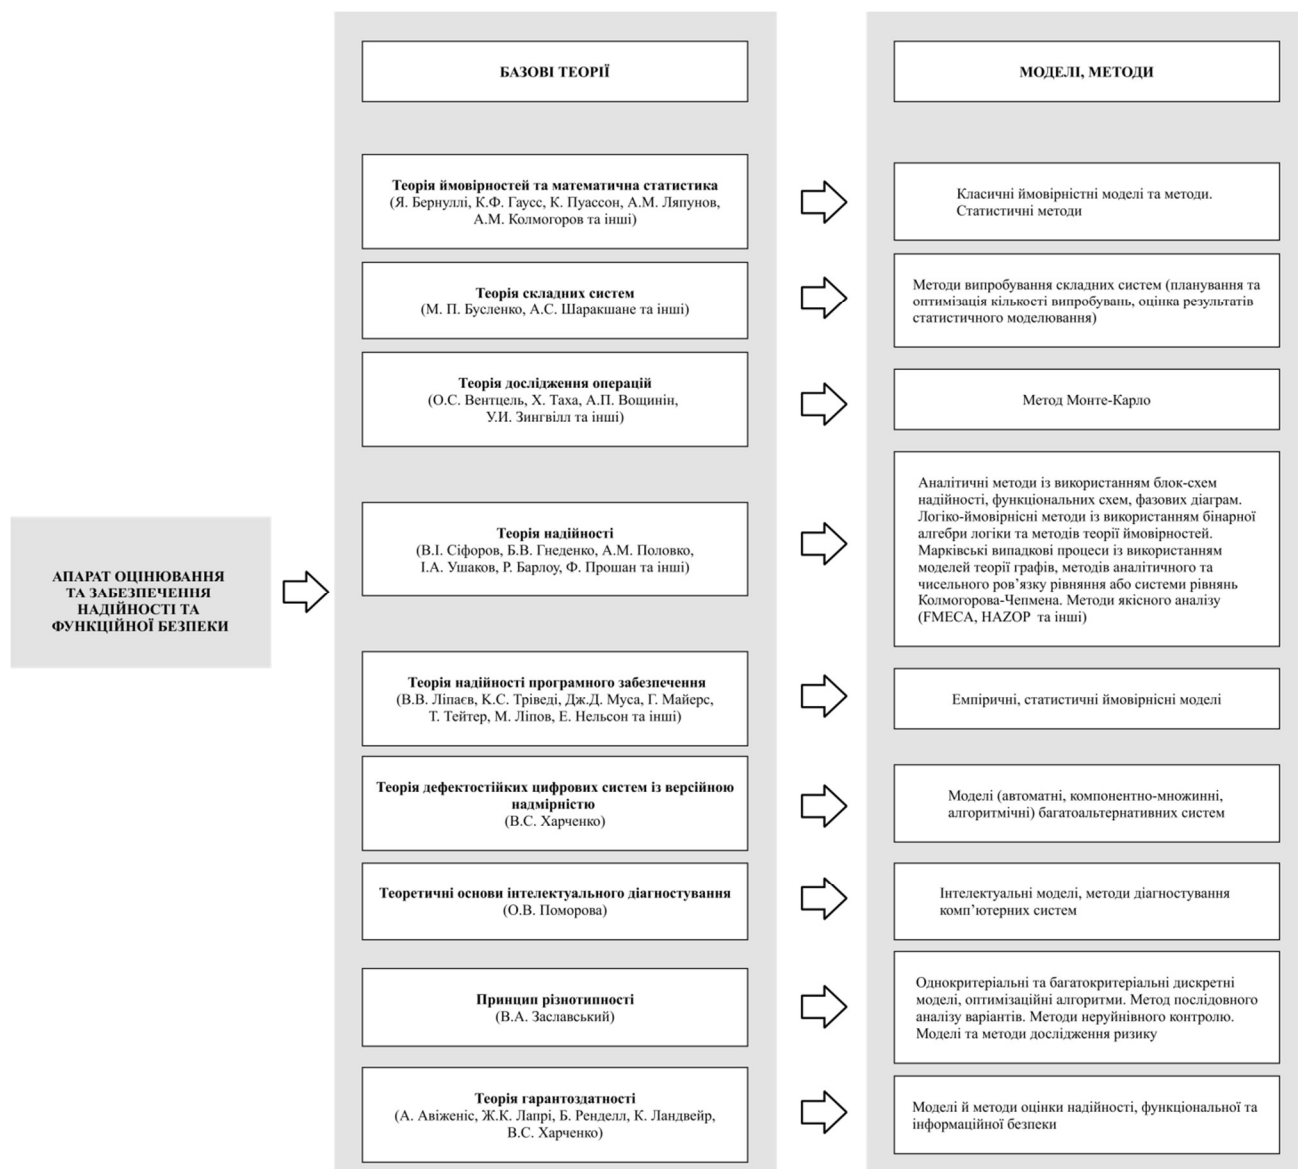 БАЗОВІ ТЕОРІЇ
МОДЕЛІ, МЕТОДИ
АПАРАТ ОЦІНЮВАННЯ
ТА ЗАБЕЗПЕЧЕННЯ
НАДІЙНОСТІ ТА
ФУНКЦІЙНОЇ БЕЗПЕКИ
Теорія ймовірностей та математична статистика
(Я. Бернуллі, К.Ф. Гаусс, К. Пуассон, А.М. Ляпунов,
А.М. Колмогоров та інші)
Класичні ймовірністні моделі та методи.
Статистичні методи
Теорія складних систем
(М. П. Бусленко, А.С. Шаракшане та інші)
Методи випробування складних систем (планування та
оптимізація кількості випробувань, оцінка результатів
статистичного моделювання)
Теорія дослідження операцій
(О.С. Вентцель, Х. Таха, А.П. Вощинін,
У.И. Зингвілл та інші)
Метод Монте-Карло
Теорія надійності
(В.І. Сіфоров, Б.В. Гнеденко, А.М. Половко,
І.А. Ушаков, Р. Барлоу, Ф. Прошан та інші)
Аналітичні методи із використанням блок-схем
надійності, функціональних схем, фазових діаграм.
Логіко-ймовірнісні методи із використанням бінарної
алгебри логіки та методів теорії ймовірностей.
Марківські випадкові процеси із використанням
моделей теорії графів, методів аналітичного та
чисельного ров’язку рівняння або системи рівнянь
Колмогорова-Чепмена. Методи якісного аналізу
(FMECA, HAZOP та інші)
Теорія надійності програмного забезпечення
(В.В. Ліпаєв, К.С. Тріведі, Дж.Д. Муса, Г. Майерс,
Т. Тейтер, М. Ліпов, Е. Нельсон та інші)
Емпіричні, статистичні ймовірнісні моделі
Теорія дефектостійких цифрових систем із версійною
надмірністю
(В.С. Харченко)
Моделі (автоматні, компонентно-множинні,
алгоритмічні) багатоальтернативних систем
Теоретичні основи інтелектуального діагностування
(О.В. Поморова)
Інтелектуальні моделі, методи діагностування
комп’ютерних систем
Принцип різнотипності
(В.А. Заславський)
Однокритеріальні та багатокритеріальні дискретні
моделі, оптимізаційні алгоритми. Метод послідовного
аналізу варіантів. Методи неруйнівного контролю.
Моделі та методи дослідження ризику
Теорія гарантоздатності
(А. Авіженіс, Ж.К. Лапрі, Б. Ренделл, К. Ландвейр,
В.С. Харченко)
Моделі й методи оцінки надійності, функціональної та
інформаційної безпеки